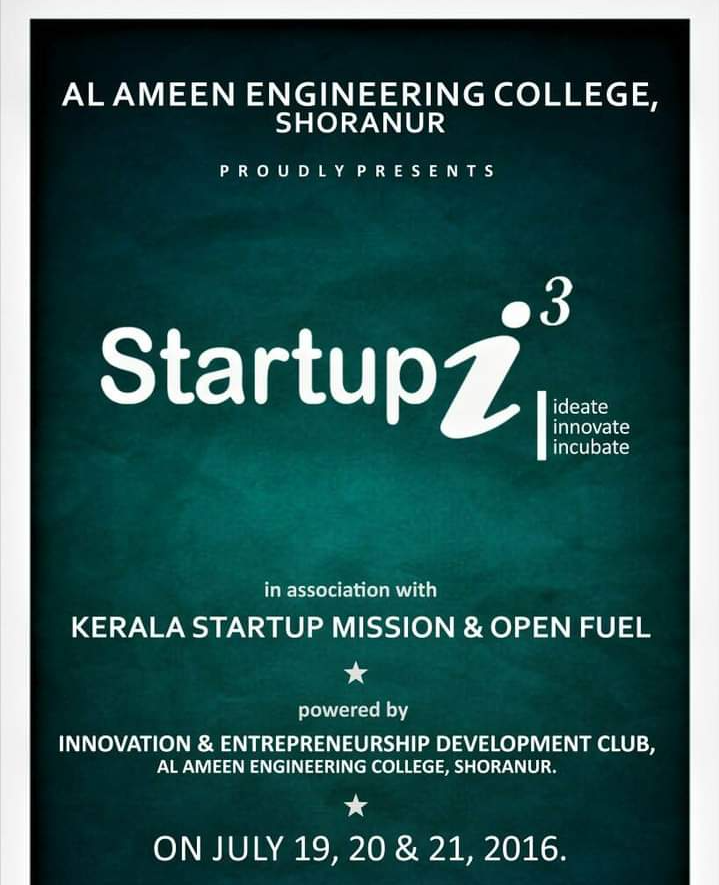 AL AMEEN ENGINEERING COLLEGE,
SHORANUR
PROUDLY PRESENTS
Startup i³
ideate
innovate
incubate
in association with
KERALA STARTUP MISSION & OPEN FUEL
powered by
INNOVATION & ENTREPRENEURSHIP DEVELOPMENT CLUB,
AL AMEEN ENGINEERING COLLEGE, SHORANUR.
ON JULY 19, 20 & 21, 2016.